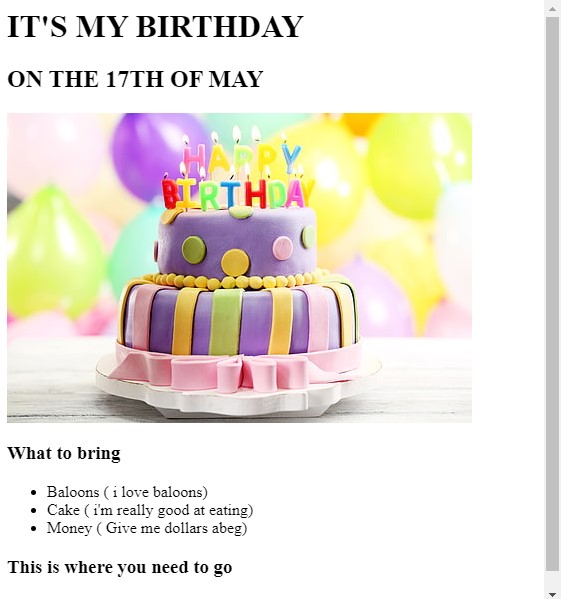 IT'S MY BIRTHDAY
ON THE 17TH OF MAY
HAPPY
BIRTHDAY
What to bring
Baloons ( i love baloons)
Cake ( i'm really good at eating)
Money ( Give me dollars abeg)
This is where you need to go